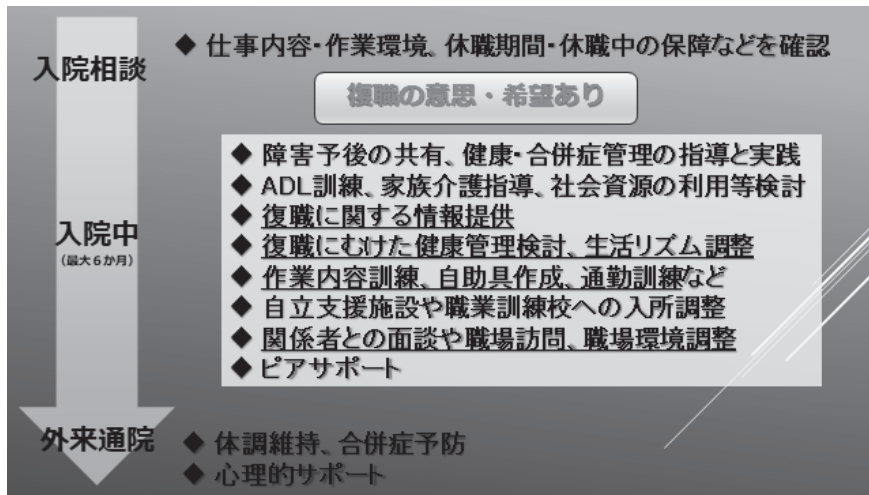 入院相談
◆ 仕事内容・作業環境、休職期間・休職中の保障などを確認
復職の意思・希望あり
◆ 障害予後の共有、健康・合併症管理の指導と実践
◆ ADL訓練、家族介護指導、社会資源の利用等検討
◆ 復職に関する情報提供
入院中
◆ 復職にむけた健康管理検討、生活リズム調整
(最大6か月)
◆ 作業内容訓練、自助具作成、通勤訓練など
◆ 自立支援施設や職業訓練校への入所調整
◆ 関係者との面談や職場訪問、職場環境調整
◆ ピアサポート
外来通院
◆ 体調維持、合併症予防
◆ 心理的サポート